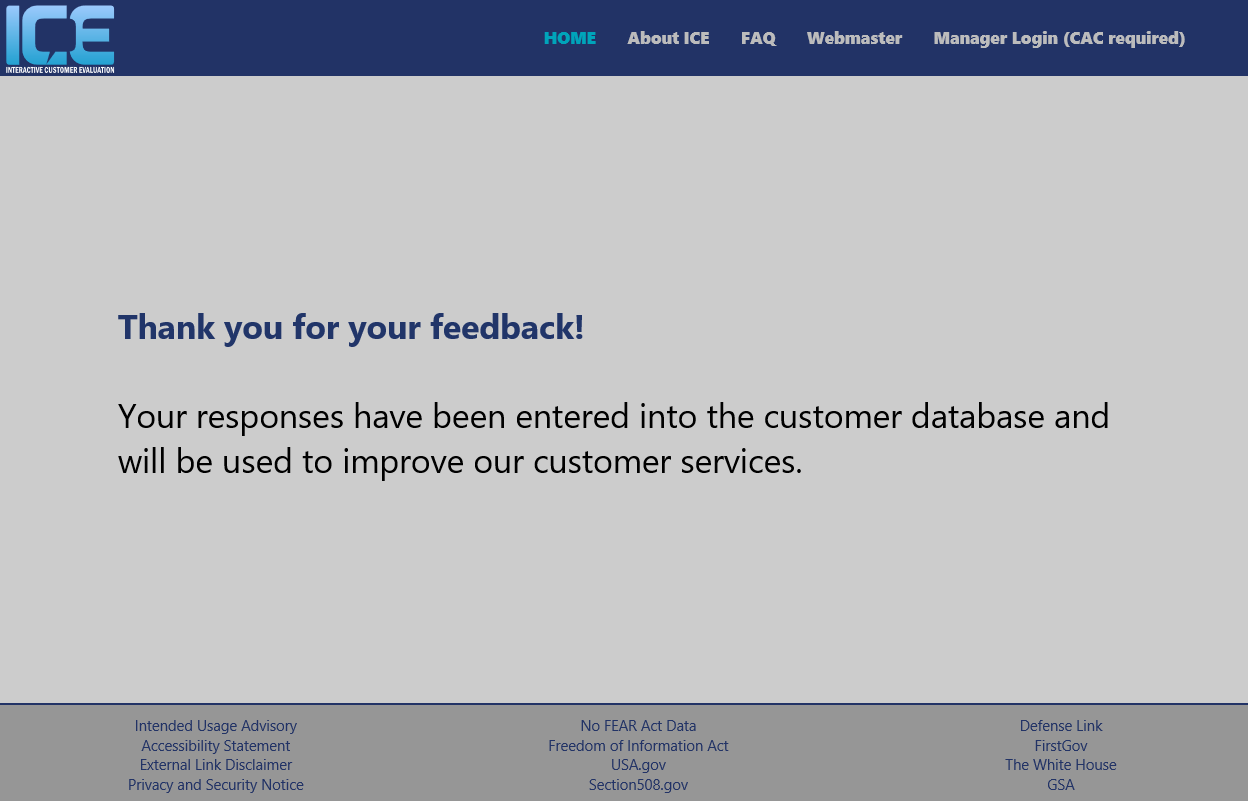 ICE
INTERACTIVE CUSTOMER EVALUATION
HOME About ICE FAQ Webmaster Manager Login (CAC required)
Thank you for your feedback!
Your responses have been entered into the customer database and
will be used to improve our customer services.
Intended Usage Advisory
Accessibility Statement
External Link Disclaimer
Privacy and Security Notice
No FEAR Act Data
Freedom of Information Act
USA.gov
Section508.gov
Defense Link
FirstGov
The White House
GSA